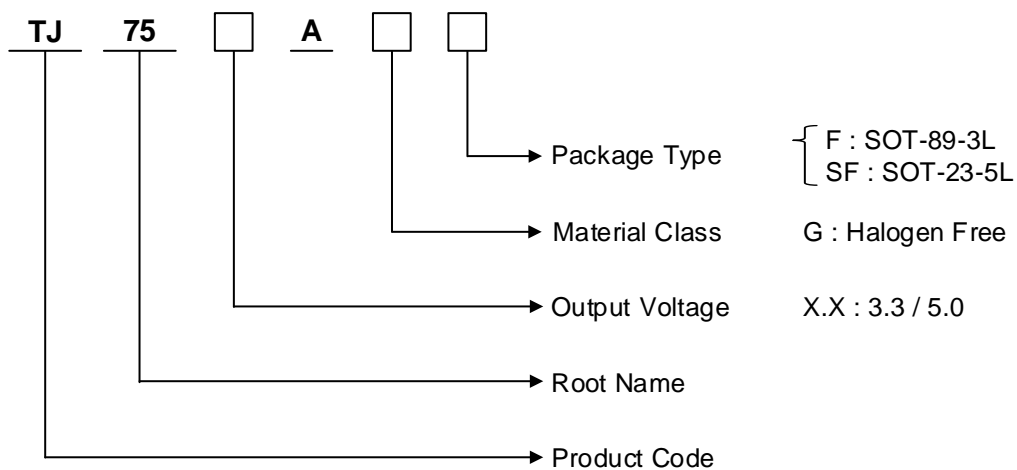 TJ 75 A
Package Type F : SOT-89-3L
SF : SOT-23-5L
Material Class G : Halogen Free
Output Voltage X.X : 3.3 / 5.0
Root Name
Product Code